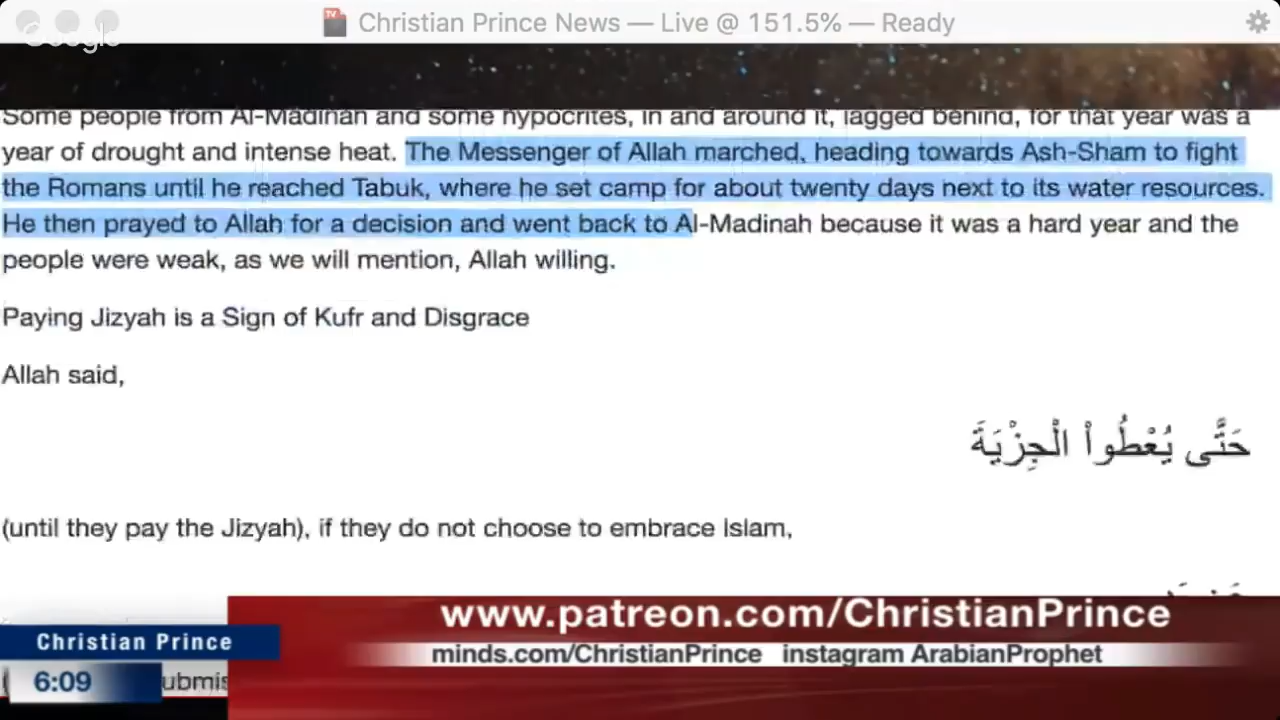 Christian Prince News — Live @ 151.5% — Ready
Google
Some people from Al-Madinah and some hypocrites, in and around it, lagged behind, for that year was a
year of drought and intense heat. The Messenger of Allah marched, heading towards Ash-Sham to fight
the Romans until he reached Tabuk, where he set camp for about twenty days next to its water resources.
He then prayed to Allah for a decision and went back to Al-Madinah because it was a hard year and the
people were weak, as we will mention, Allah willing.
Paying Jizyah is a Sign of Kufr and Disgrace
Allah said,
حَتَّى يُعْطُواْ الْجِزْيَةَ
(until they pay the Jizyah), if they do not choose to embrace Islam,
www.patreon.com/ChristianPrince
Christian Prince
minds.com/ChristianPrince instagram ArabianProphet
6:09